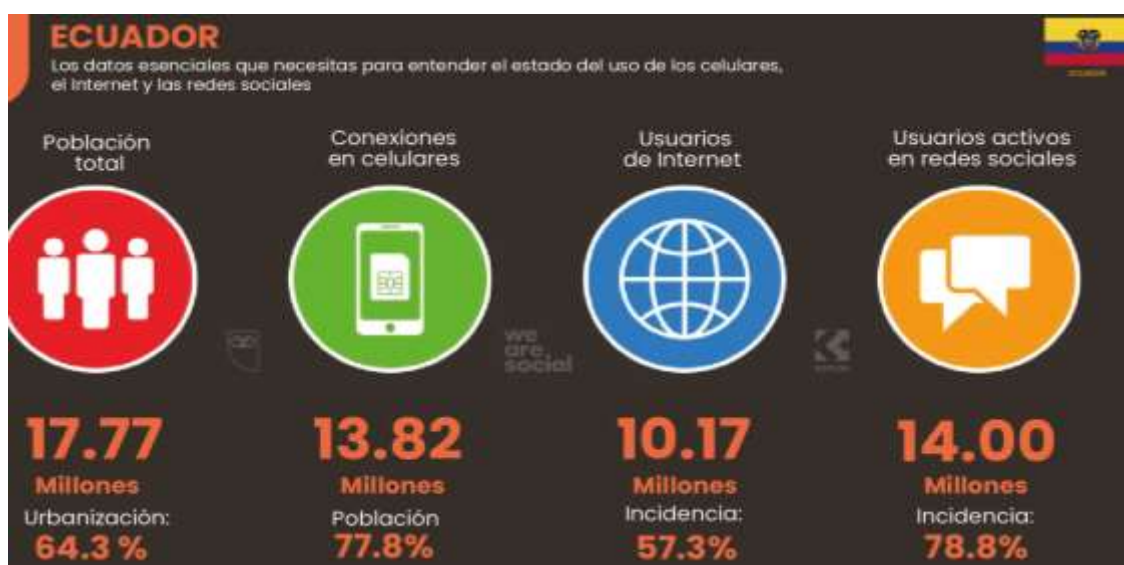 ECUADOR
Los datos esenciales que necesitas para entender el estado del uso de los celulares,
el Internet y las redes sociales
ECUADOR
Población
total
Conexiones
en celulares
Usuarios
de Internet
Usuarios activos
en redes sociales
we
are.
social
17.77
Millones
Urbanización:
64.3 %
13.82
Millones
Población
77.8%
10.17
Millones
Incidencia:
57.3%
14.00
Millones
Incidencia:
78.8%